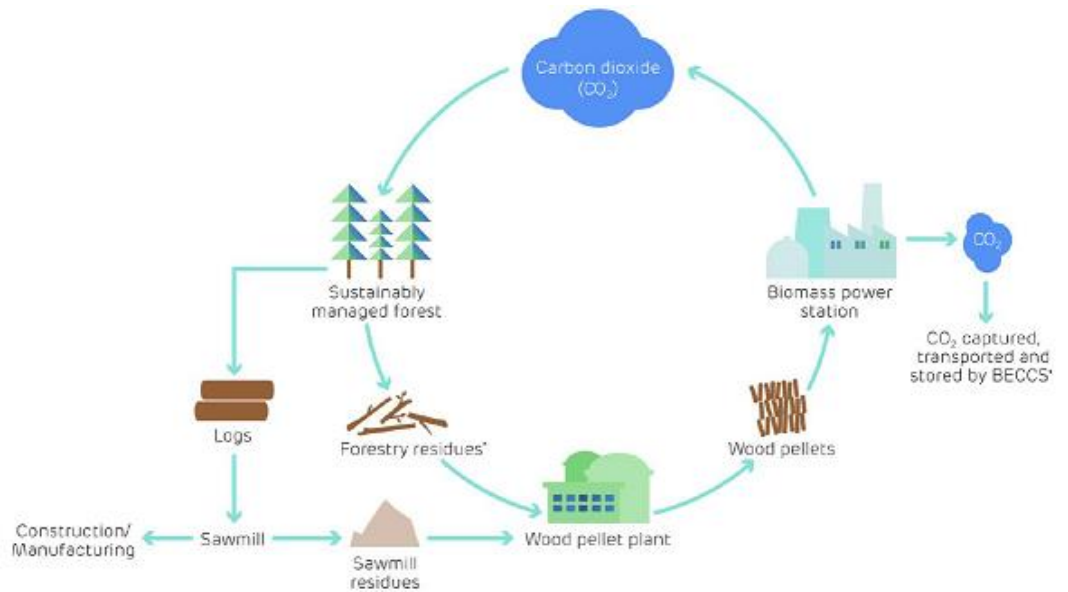 Carbon dioxide
(CO₂)
Sustainably
managed forest
Biomass power
station
CO₂
CO₂ captured,
transported and
stored by BECCS*
Logs
Forestry residues*
Wood pellets
Construction/
Manufacturing
Sawmill
Sawmill
residues
Wood pellet plant